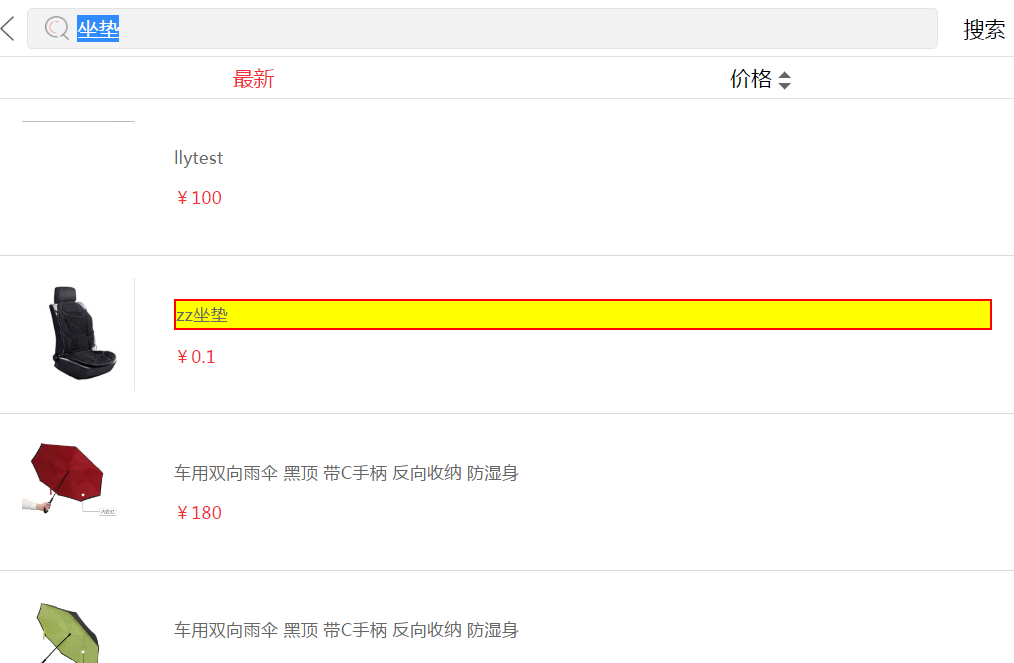 坐垫 搜索
最新 价格
llytest
￥100
zz坐垫
￥0.1
车用双向雨伞 黑顶 带C手柄 反向收纳 防湿身
￥180
车用双向雨伞 黑顶 带C手柄 反向收纳 防湿身